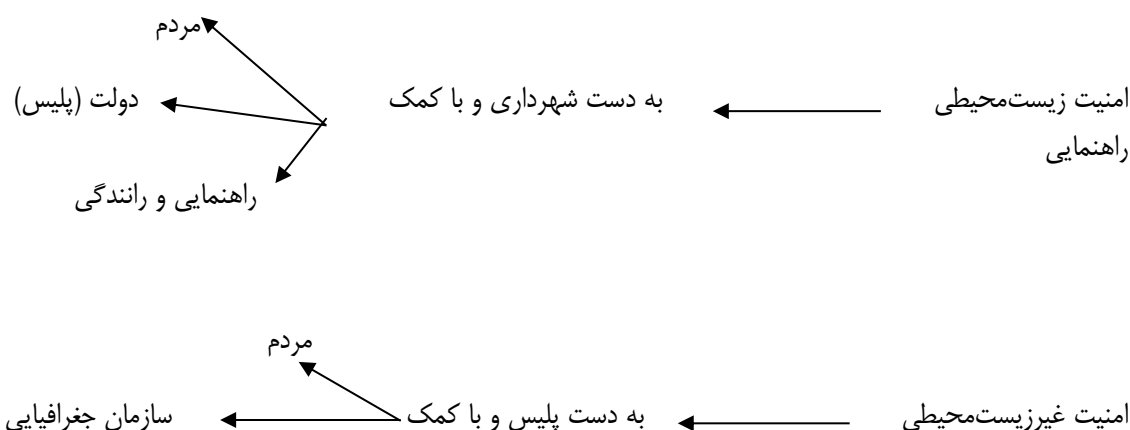 مردم
امنیت زیست‌محیطی به دست شهرداری و با کمک دولت (پلیس)
راهنمایی
راهنمایی و رانندگی
مردم
امنیت غیرزیست‌محیطی به دست پلیس و با کمک سازمان جغرافیایی